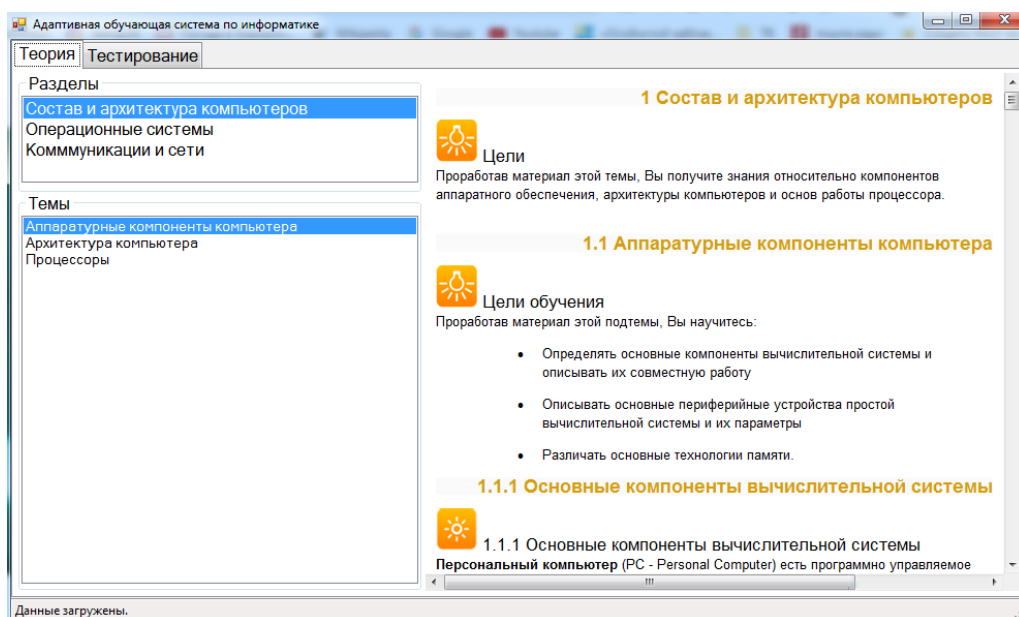 Адаптивная обучающая система по информатике
Теория Тестирование
Разделы
Состав и архитектура компьютеров
Операционные системы
Комммуникации и сети
Темы
Аппаратурные компоненты компьютера
Архитектура компьютера
Процессоры
1 Состав и архитектура компьютеров
Цели
Проработав материал этой темы, Вы получите знания относительно компонентов
аппаратного обеспечения, архитектуры компьютеров и основ работы процессора.
1.1 Аппаратурные компоненты компьютера
Цели обучения
Проработав материал этой подтемы, Вы научитесь:
• Определять основные компоненты вычислительной системы и
описывать их совместную работу
• Описывать основные периферийные устройства простой
вычислительной системы и их параметры
• Различать основные технологии памяти.
1.1.1 Основные компоненты вычислительной системы
1.1.1 Основные компоненты вычислительной системы
Персональный компьютер (PC - Personal Computer) есть программно управляемое
Данные загружены.